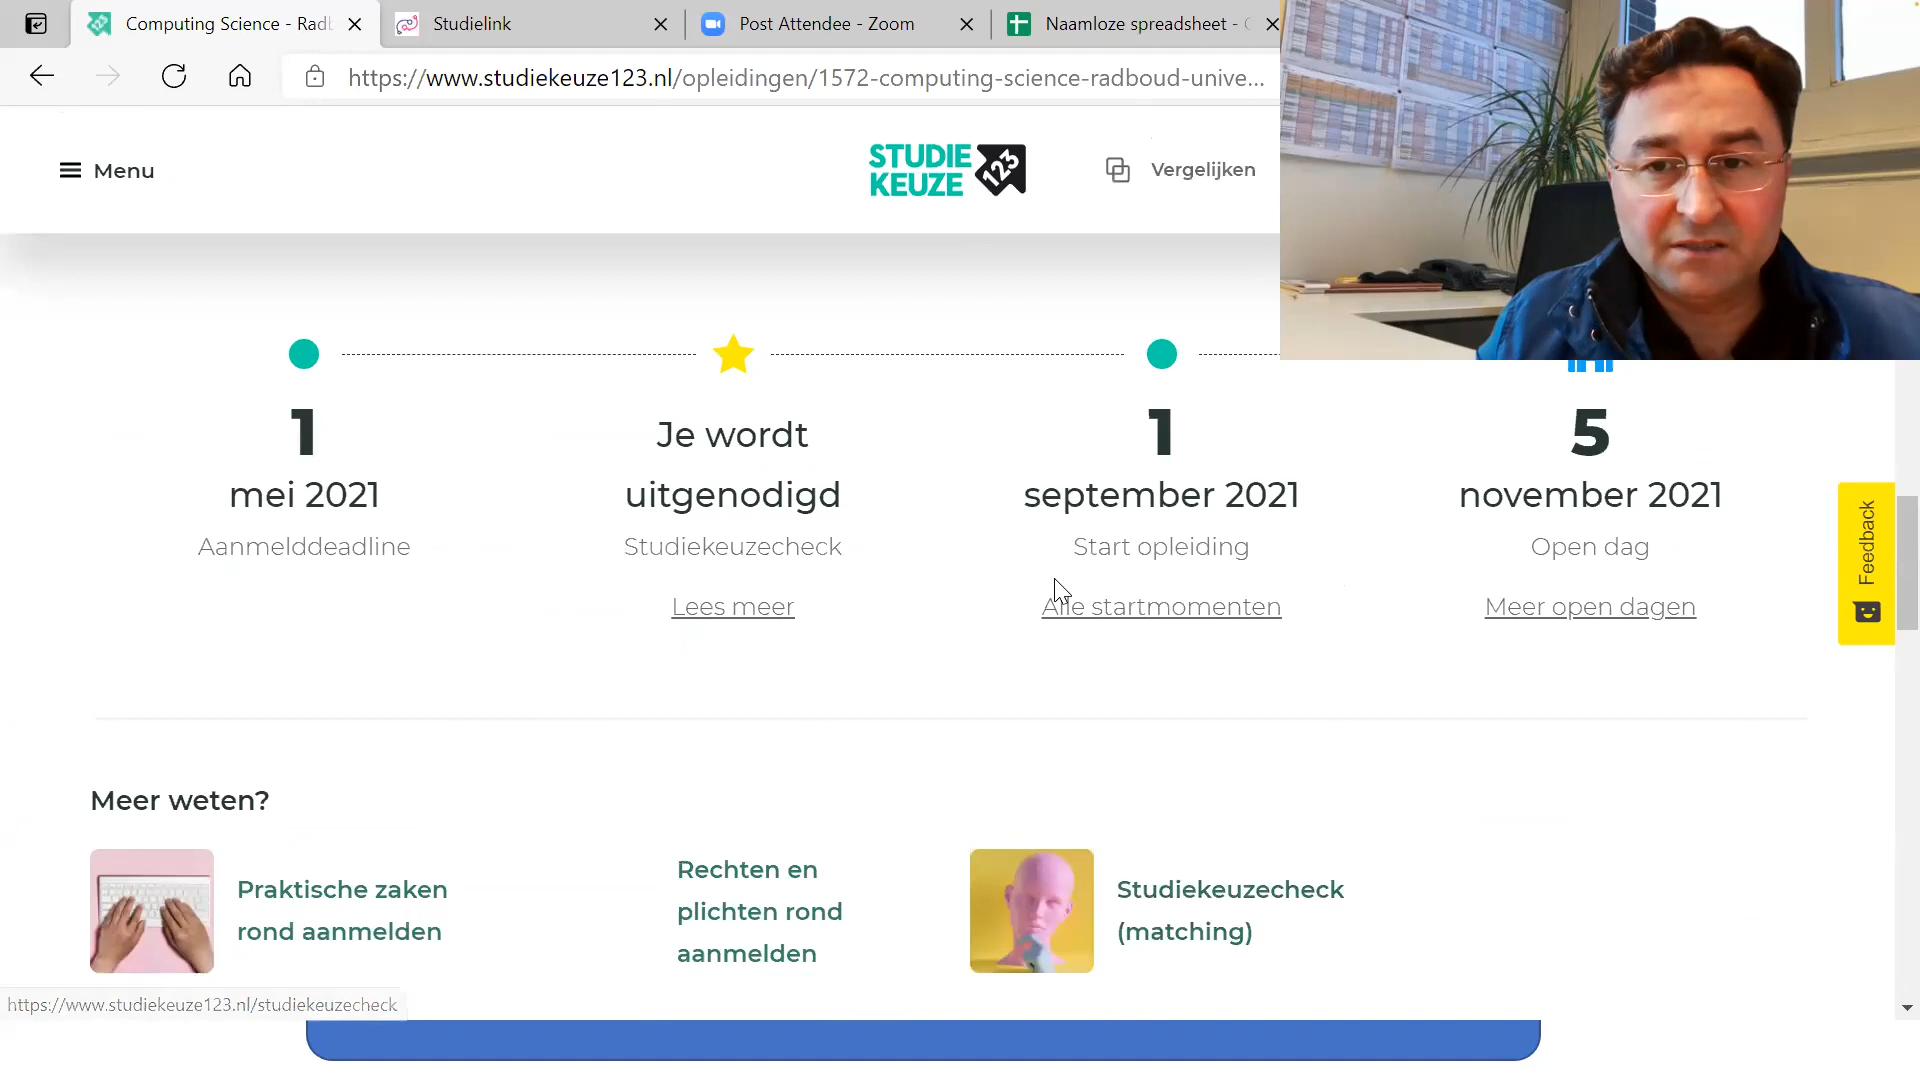 Computing Science - Radb
Studielink
Post Attendee - Zoom
Naamloze spreadsheet -
https://www.studiekeuze123.nl/opleidingen/1572-computing-science-radboud-unive...
Menu
STUDIE
KEUZE
123
Vergelijken
1
mei 2021
Aanmelddeadline
Je wordt
uitgenodigd
Studiekeuzecheck
Lees meer
1
september 2021
Start opleiding
Alle startmomenten
5
november 2021
Open dag
Meer open dagen
Feedback
Meer weten?
Praktische zaken
rond aanmelden
Rechten en
plichten rond
aanmelden
Studiekeuzecheck
(matching)
https://www.studiekeuze123.nl/studiekeuzecheck